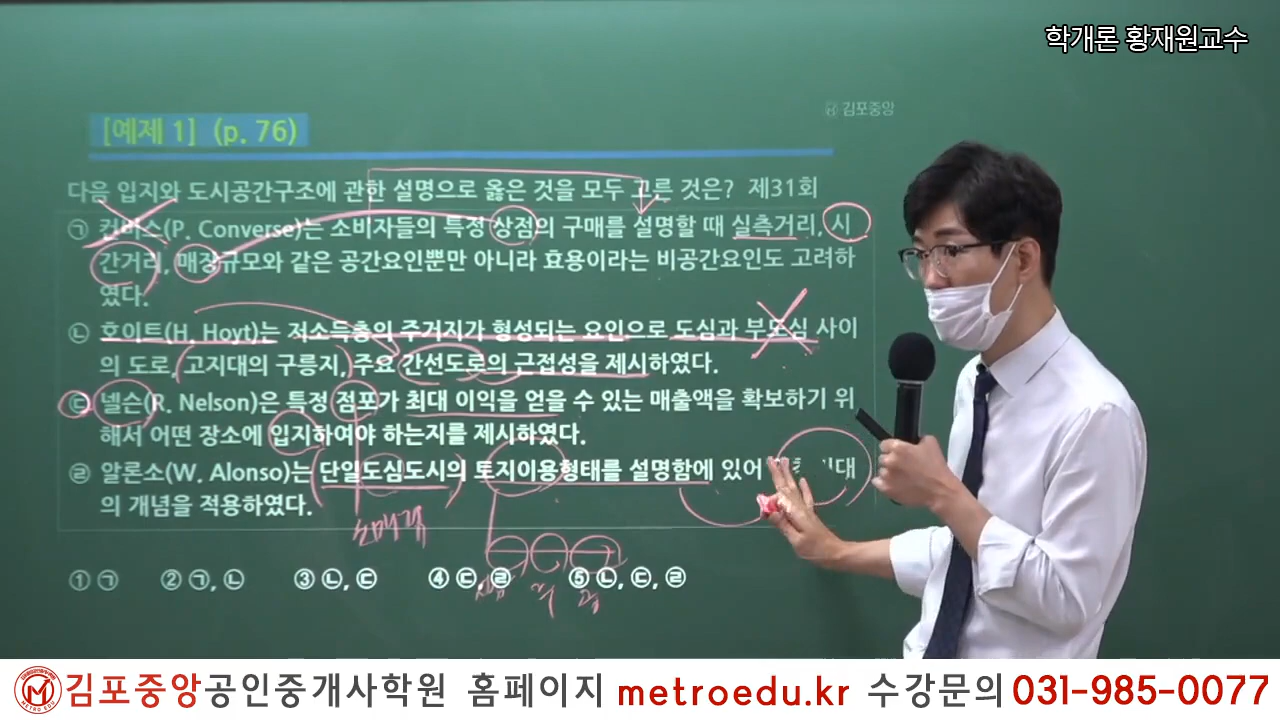 학개론 황재원교수
김포중앙
[예제 1] (p. 76)
다음 입지와 도시공간구조에 관한 설명으로 옳은 것을 모두 고른 것은? 제31회
㉠ 컨버스(P. Converse)는 소비자들의 특정 상점의 구매를 설명할 때 실측거리, 시
간거리, 매장규모와 같은 공간요인뿐만 아니라 효용이라는 비공간요인도 고려하
였다.
㉡ 호이트(H. Hoyt)는 저소득층의 주거지가 형성되는 요인으로 도심과 부도심 사이
의 도로, 고지대의 구릉지, 주요 간선도로의 근접성을 제시하였다.
㉢ 넬슨(R. Nelson)은 특정 점포가 최대 이익을 얻을 수 있는 매출액을 확보하기 위
해서 어떤 장소에 입지하여야 하는지를 제시하였다.
㉣ 알론소(W. Alonso)는 단일도심도시의 토지이용형태를 설명함에 있어 대
의 개념을 적용하였다.
소매력
① ㉠ ② ㉠, ㉡ ③ ㉡, ㉢ ④ ㉢, ㉣ ⑤ ㉡, ㉢, ㉣
김포중앙공인중개사학원 홈페이지 metroedu.kr 수강문의 031-985-0077